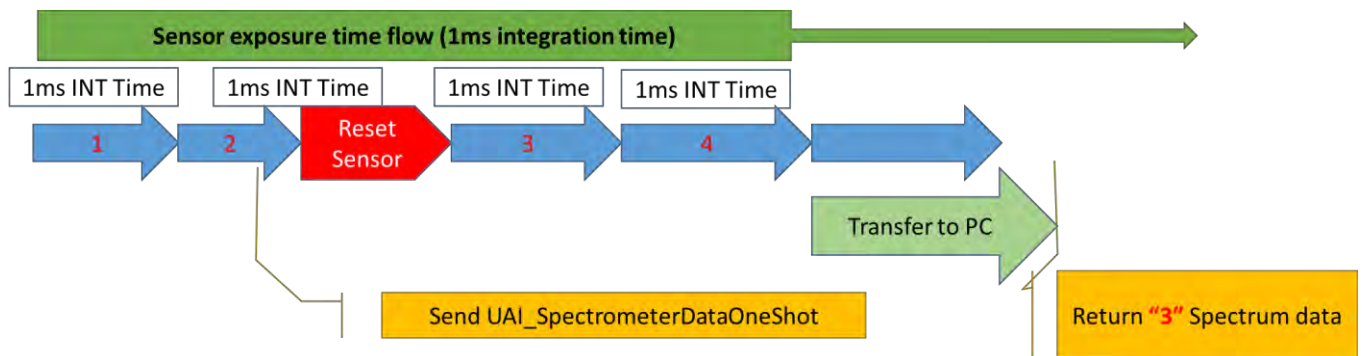 Sensor exposure time flow (1ms integration time)
1ms INT Time
1ms INT Time
1ms INT Time
1ms INT Time
1
2
Reset
Sensor
3
4
Transfer to PC
Send UAI_SpectrometerDataOneShot
Return “3” Spectrum data